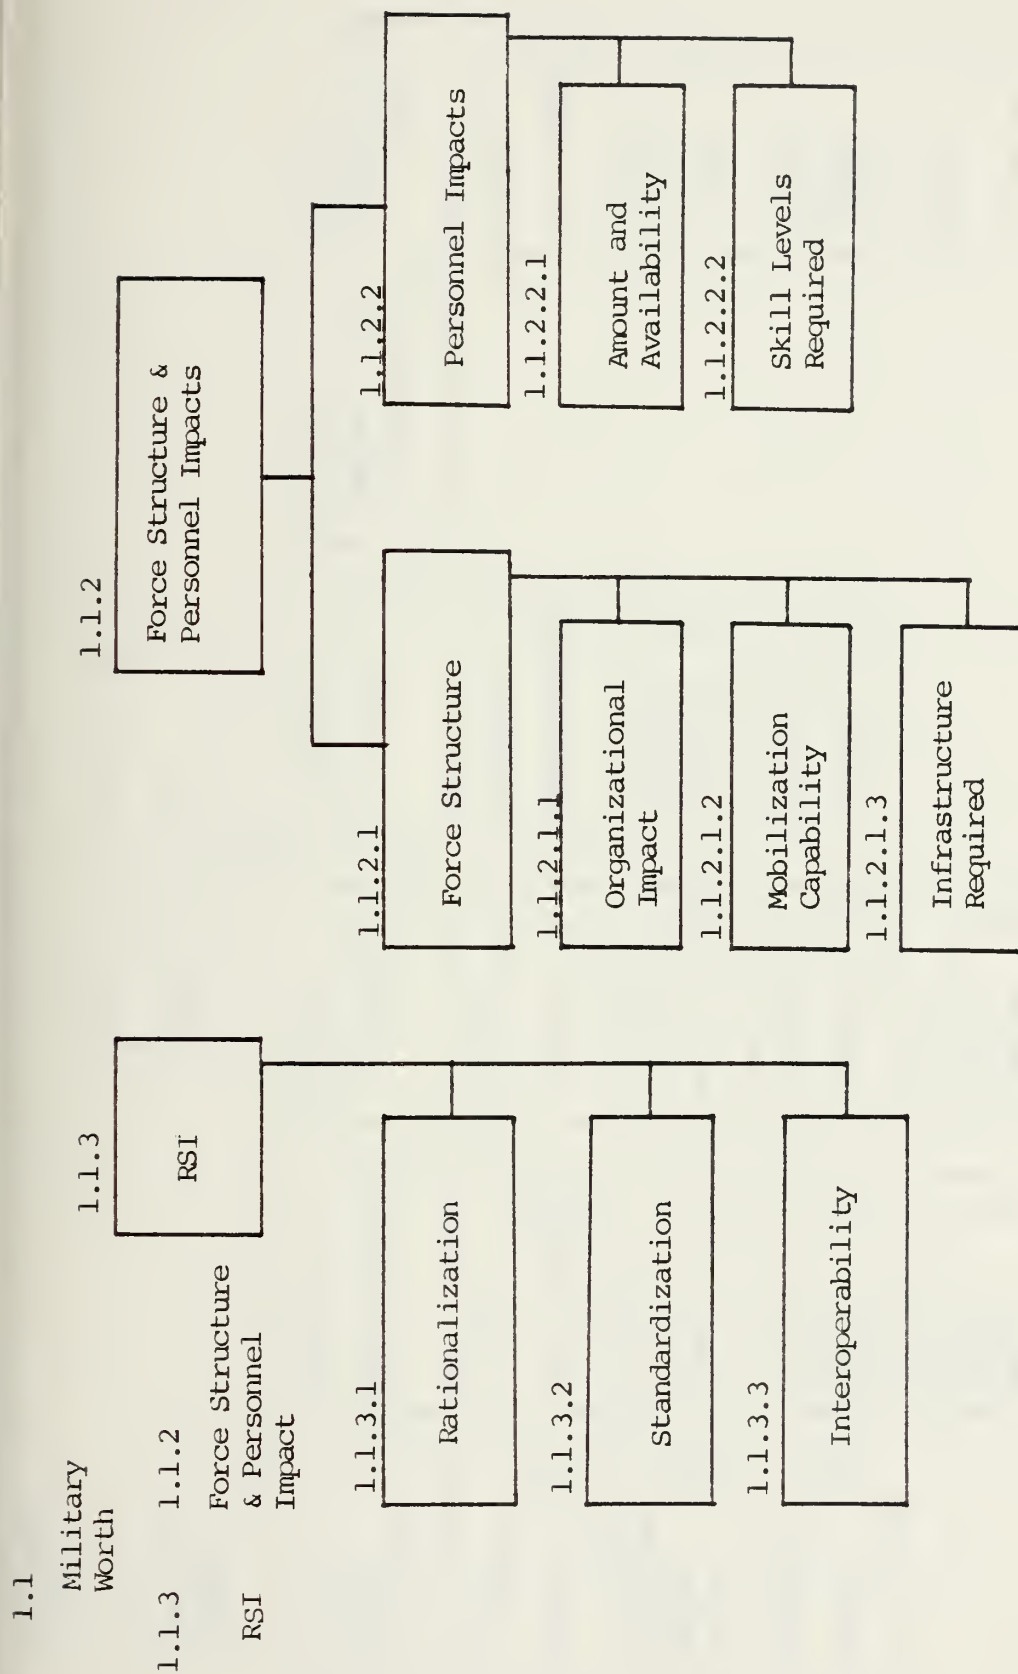 1.1
Military
Worth
1.1.3
RSI
1.1.2
Force Structure
& Personnel
Impact
1.1.3
RSI
1.1.3.1
Rationalization
1.1.3.2
Standardization
1.1.3.3
Interoperability
1.1.2
Force Structure &
Personnel Impacts
1.1.2.1
Force Structure
1.1.2.1.1
Organizational
Impact
1.1.2.1.2
Mobilization
Capability
1.1.2.1.3
Infrastructure
Required
1.1.2.2
Personnel Impacts
1.1.2.2.1
Amount and
Availability
1.1.2.2.2
Skill Levels
Required